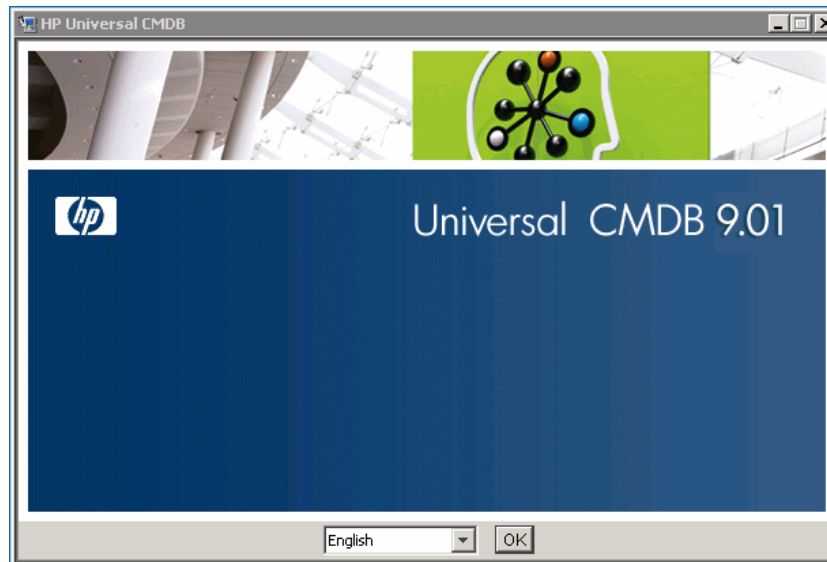 HP Universal CMDB
hp
Universal CMDB 9.01
English
OK